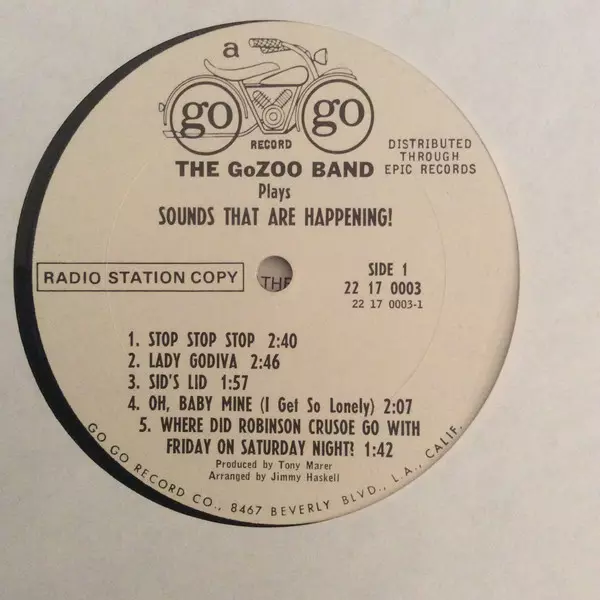 a
go go
RECORD
DISTRIBUTED
THROUGH
EPIC RECORDS
THE GoZOO BAND
Plays
SOUNDS THAT ARE HAPPENING!
RADIO STATION COPY
THE
SIDE 1
22 17 0003
22 17 0003-1
1. STOP STOP STOP 2:40
2. LADY GODIVA 2:46
3. SID'S LID 1:57
4. OH, BABY MINE (I Get So Lonely) 2:07
5. WHERE DID ROBINSON CRUSOE GO WITH
FRIDAY ON SATURDAY NIGHT? 1:42
Produced by Tony Marer
Arranged by Jimmy Haskell
GO GO RECORD CO., 8467 BEVERLY BLVD., L.A., CALIF.